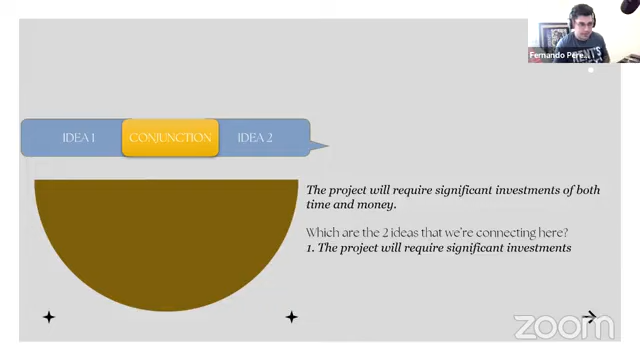 Fernando Pére
IDEA 1 CONJUNCTION IDEA 2
The project will require significant investments of both
time and money.
Which are the 2 ideas that we're connecting here?
1. The project will require significant investments
zoom